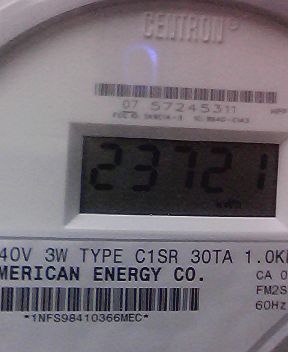 CENTRON®
07 57245311
23721
kWh
40V 3W TYPE C1SR 30TA 1.0K
MERICAN ENERGY CO.
CA 0
FM2S
60Hz
*1NFS98410366MEC*